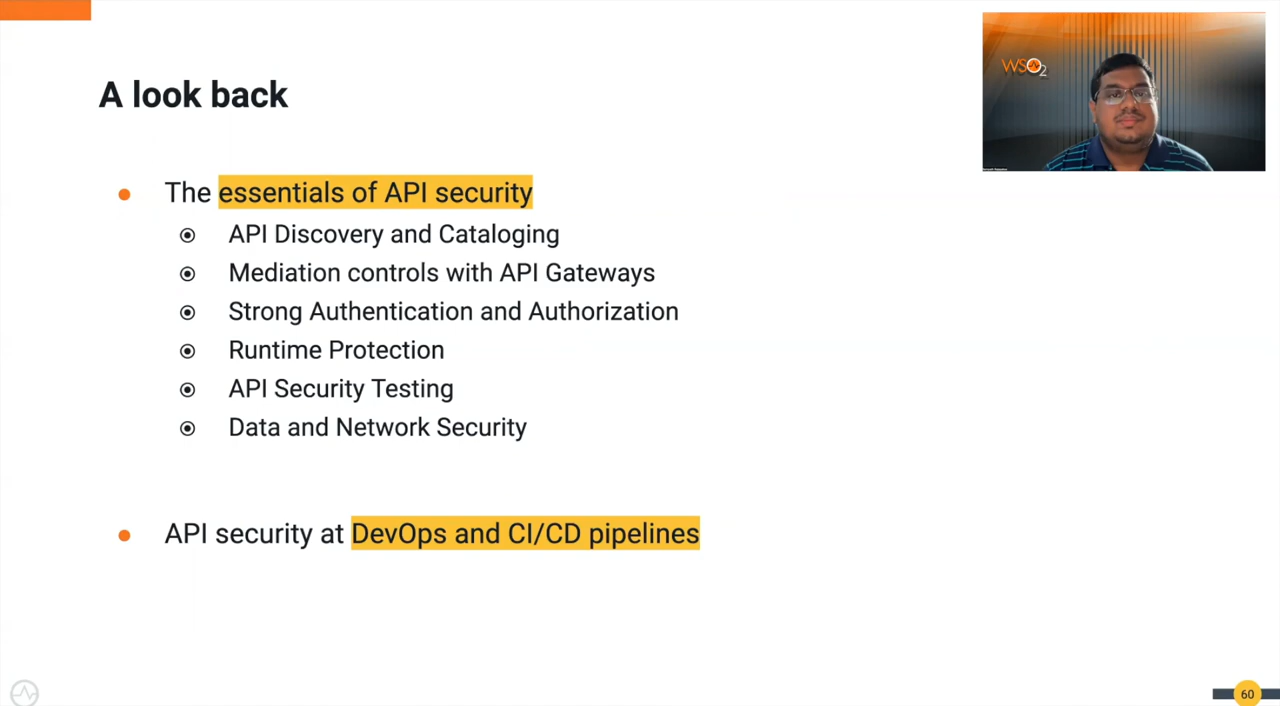 A look back
WSO2
The essentials of API security
API Discovery and Cataloging
Mediation controls with API Gateways
Strong Authentication and Authorization
Runtime Protection
API Security Testing
Data and Network Security
API security at DevOps and CI/CD pipelines
60